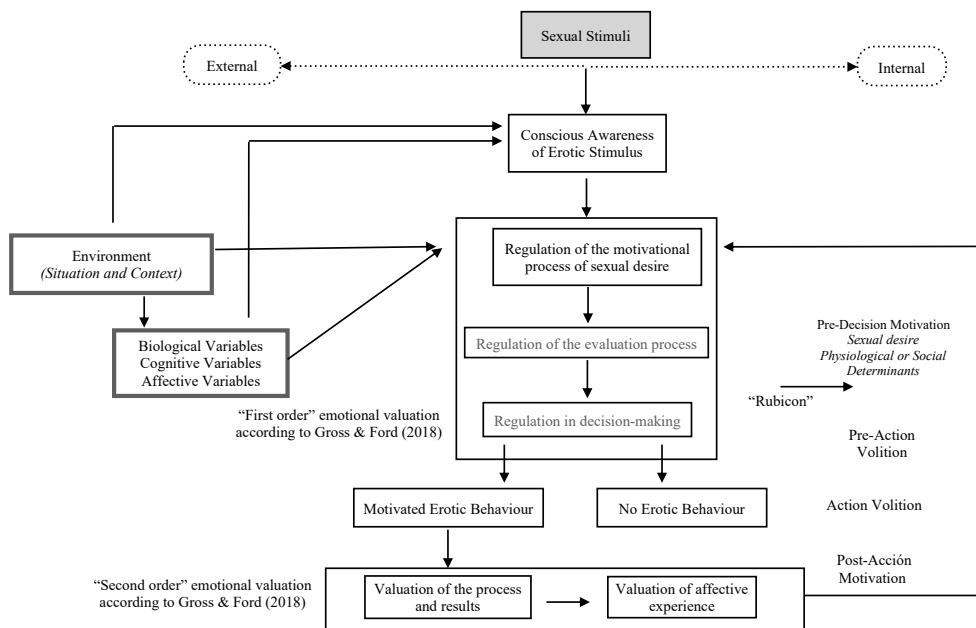 Sexual Stimuli
External
Internal
Conscious Awareness
of Erotic Stimulus
Environment
(Situation and Context)
Regulation of the motivational
process of sexual desire
Biological Variables
Cognitive Variables
Affective Variables
Regulation of the evaluation process
Pre-Decision Motivation
Sexual desire
Physiological or Social
Determinants
“Rubicon”
“First order” emotional valuation
according to Gross & Ford (2018)
Regulation in decision-making
Pre-Action
Volition
Motivated Erotic Behaviour
No Erotic Behaviour
Action Volition
Post-Acción
Motivation
“Second order” emotional valuation
according to Gross & Ford (2018)
Valuation of the process
and results
Valuation of affective
experience